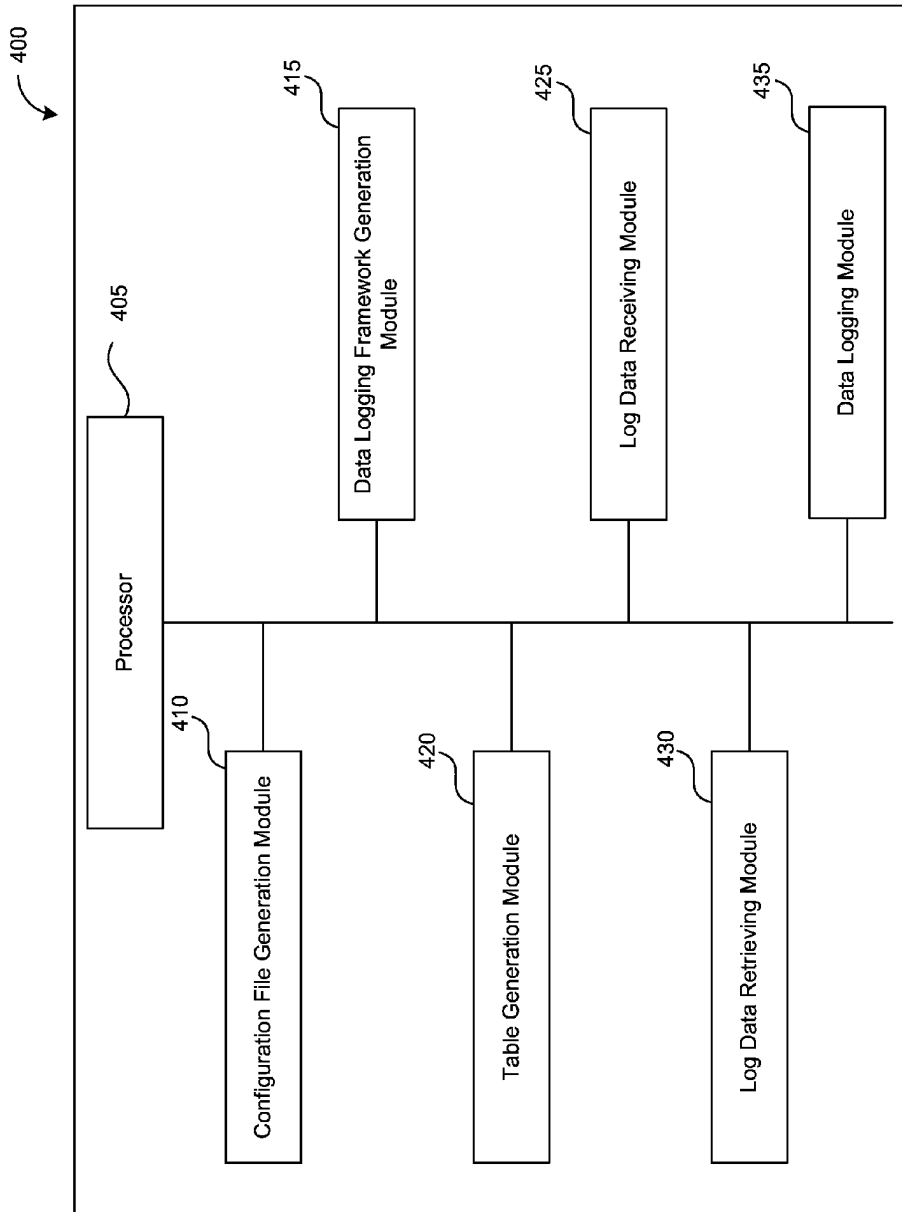 400
Processor
405
410
Configuration File Generation Module
415
Data Logging Framework Generation
Module
420
Table Generation Module
425
Log Data Receiving Module
430
Log Data Retrieving Module
435
Data Logging Module